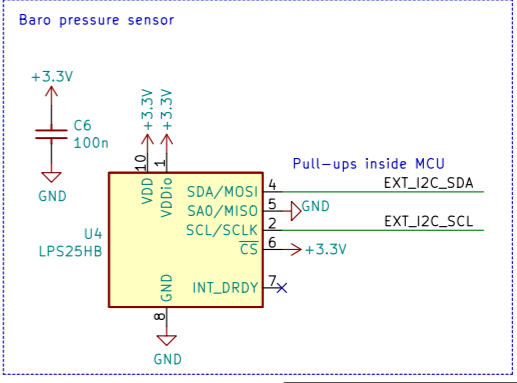 Baro pressure sensor
+3.3V
+3.3V
+3.3V
C6
100n
GND
10
1
VDD
VDDio
Pull-ups inside MCU
SDA/MOSI
4
EXT_I2C_SDA
SA0/MISO
5
GND
SCL/SCLK
2
EXT_I2C_SCL
CS
6
+3.3V
U4
LPS25HB
GND
INT_DRDY
7
8
GND